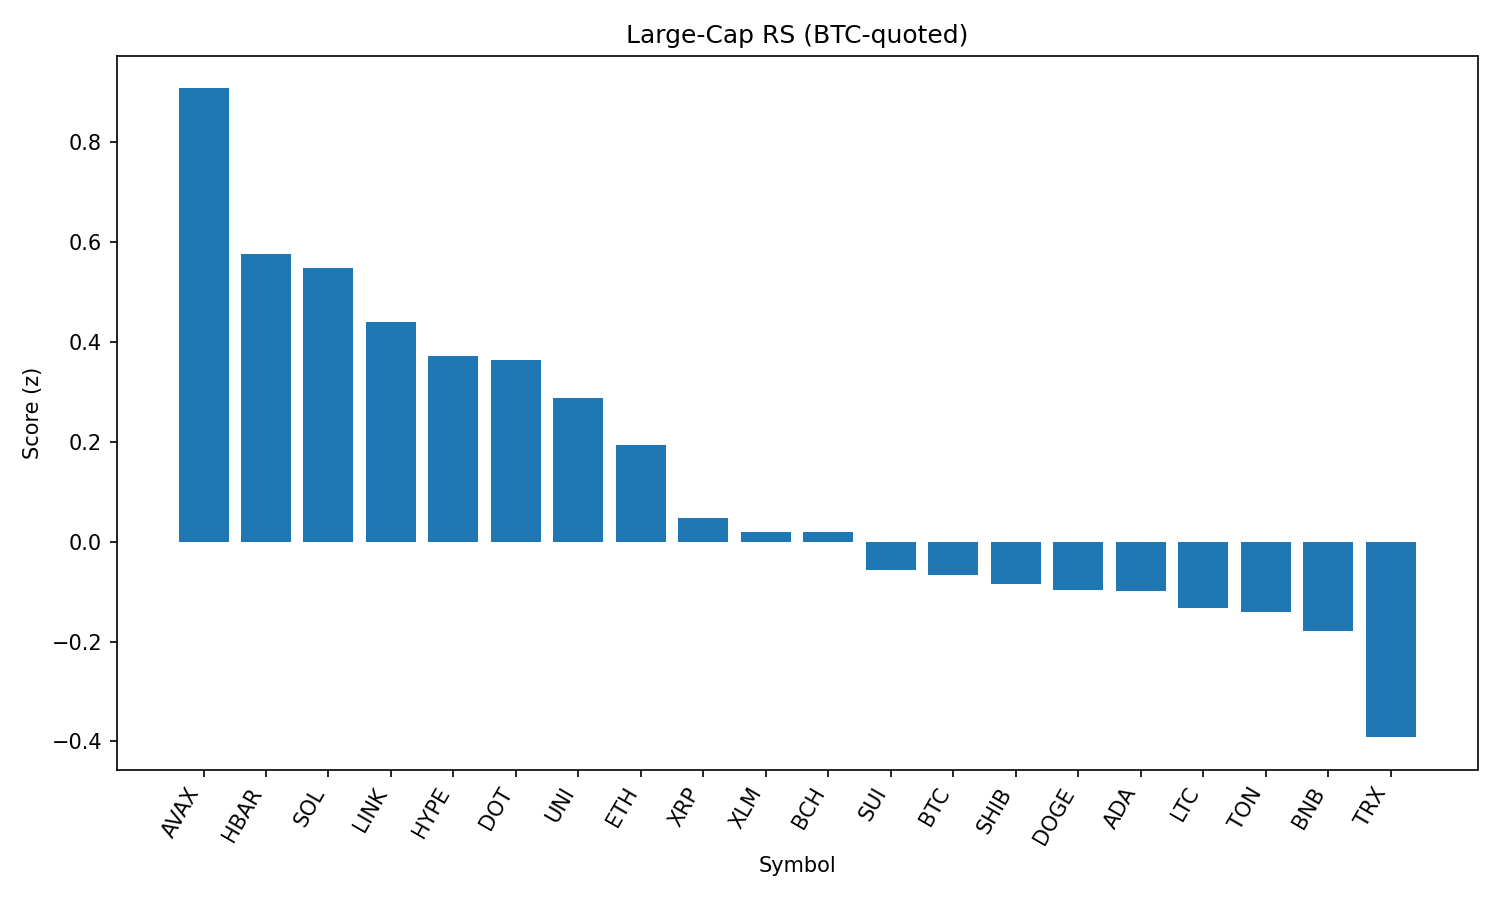 Large-Cap RS (BTC-quoted)
0.8
0.6
0.4
0.2
0.0
−0.2
−0.4
Score (z)
AVAX
HBAR
SOL
LINK
HYPE
DOT
UNI
ETH
XRP
XLM
BCH
SUI
BTC
SHIB
DOGE
ADA
LTC
TON
BNB
TRX
Symbol